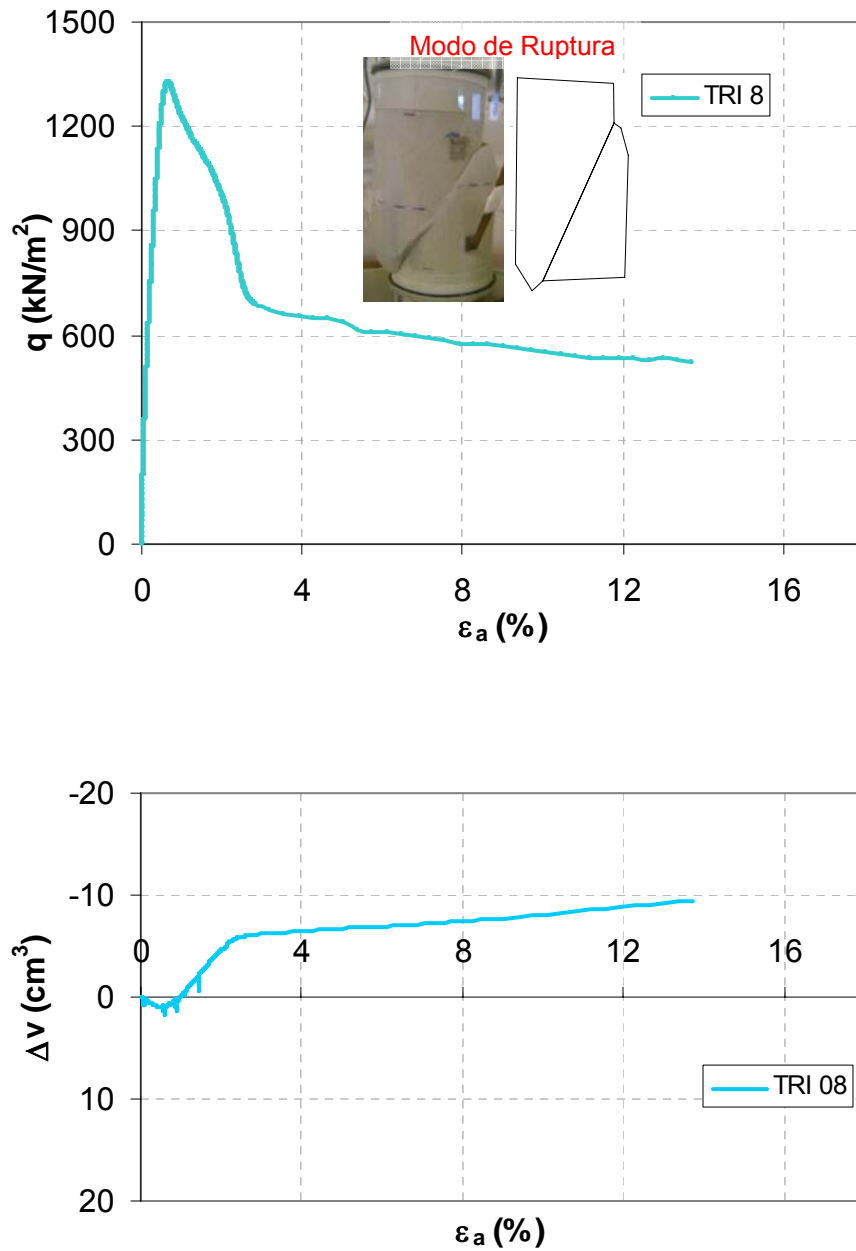 1500
Modo de Ruptura
TRI 8
1200
900
600
300
0
q (kN/m²)
0 4 8 12 16
εa (%)
-20
-10
0
10
20
Δv (cm³)
0 4 8 12 16
TRI 08
εa (%)